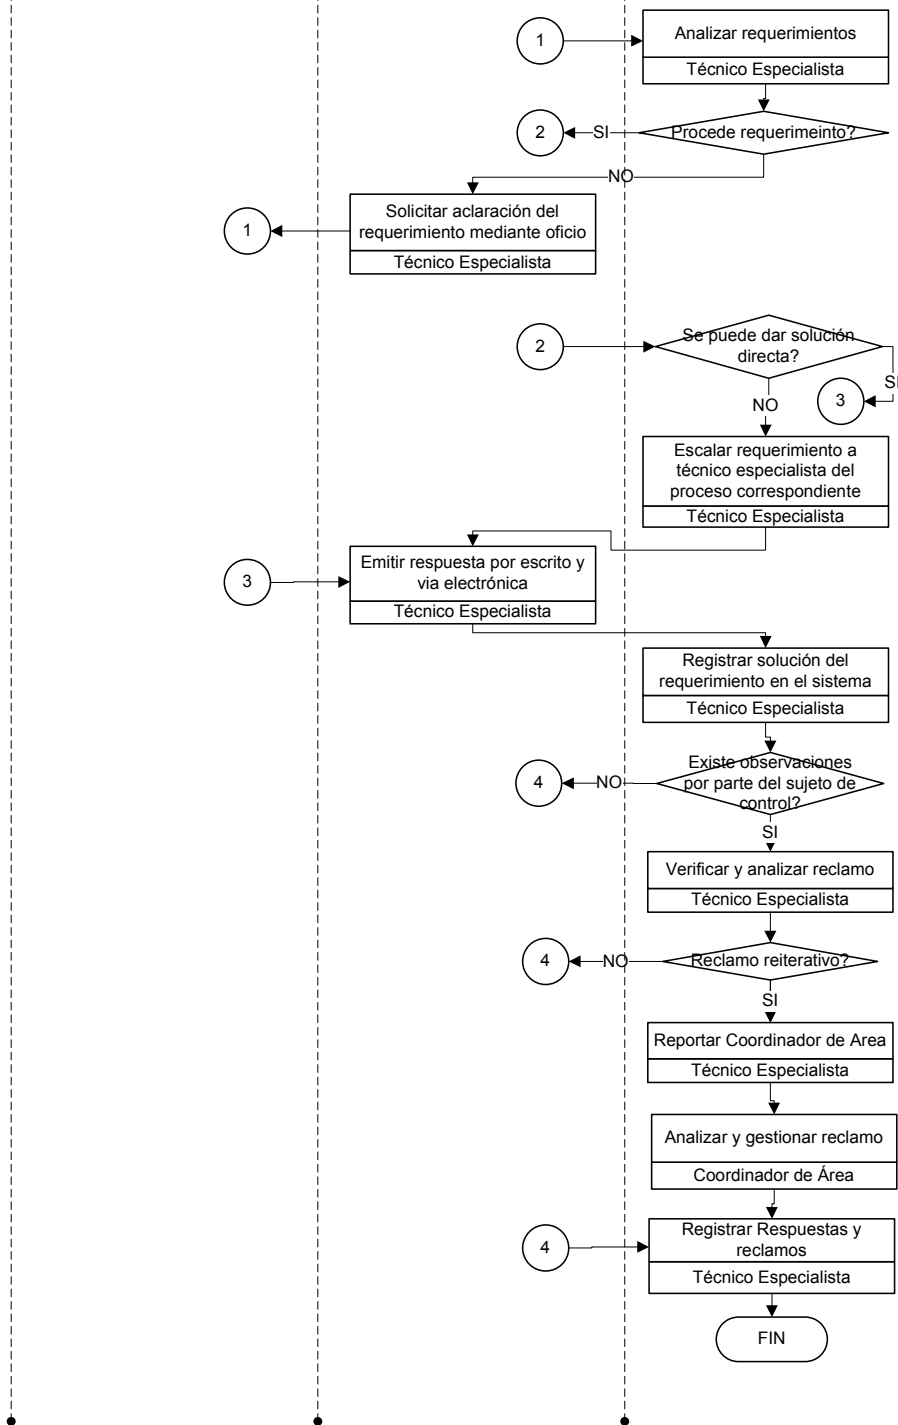 1
Analizar requerimientos
Técnico Especialista
2
SI
Procede requerimeinto?
NO
1
Solicitar aclaración del
requerimiento mediante oficio
Técnico Especialista
2
Se puede dar solución
directa?
SI
NO
3
Escalar requerimiento a
técnico especialista del
proceso correspondiente
Técnico Especialista
3
Emitir respuesta por escrito y
via electrónica
Técnico Especialista
Registrar solución del
requerimiento en el sistema
Técnico Especialista
4
NO
Existe observaciones
por parte del sujeto de
control?
SI
Verificar y analizar reclamo
Técnico Especialista
4
NO
Reclamo reiterativo?
SI
Reportar Coordinador de Area
Técnico Especialista
Analizar y gestionar reclamo
Coordinador de Área
4
Registrar Respuestas y
reclamos
Técnico Especialista
FIN